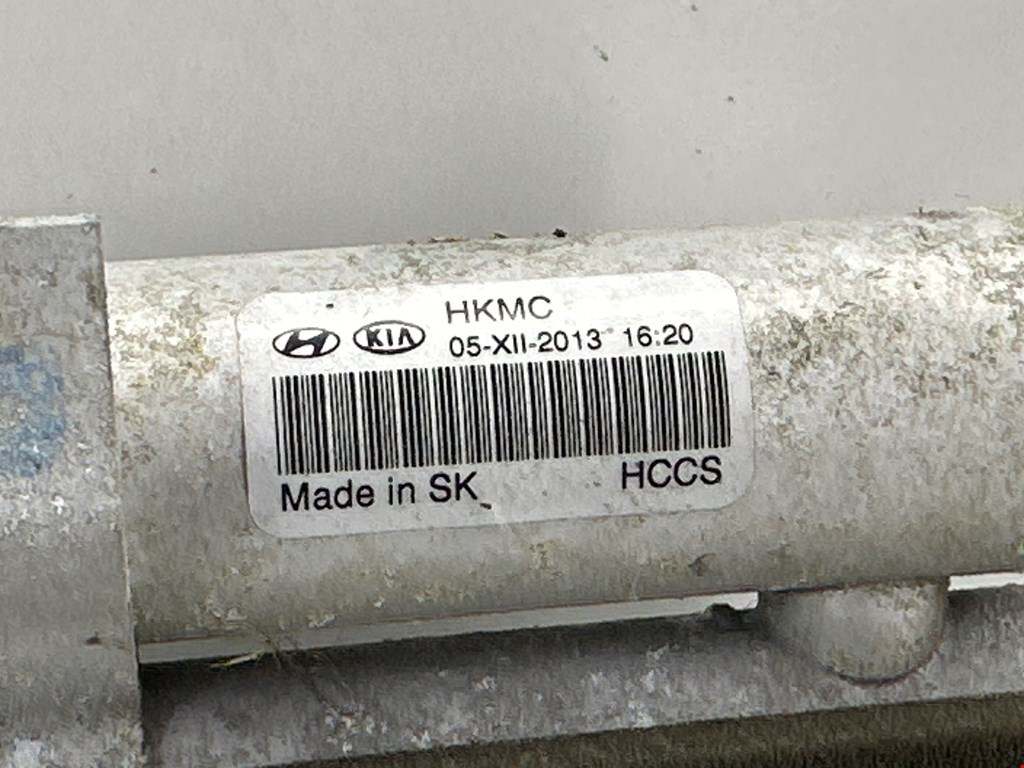 HKMC
KIA 05-XII-2013 16:20
Made in SK HCCS